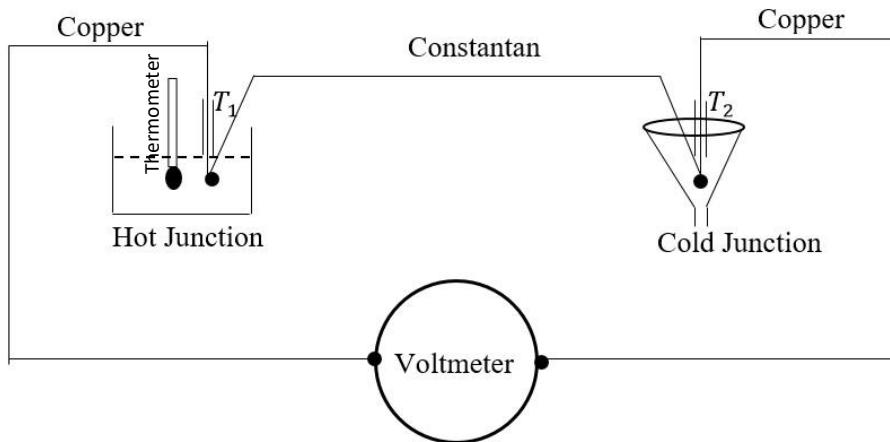 Copper
Copper
Constantan
Thermometer
T₁
T₂
Hot Junction
Cold Junction
Voltmeter